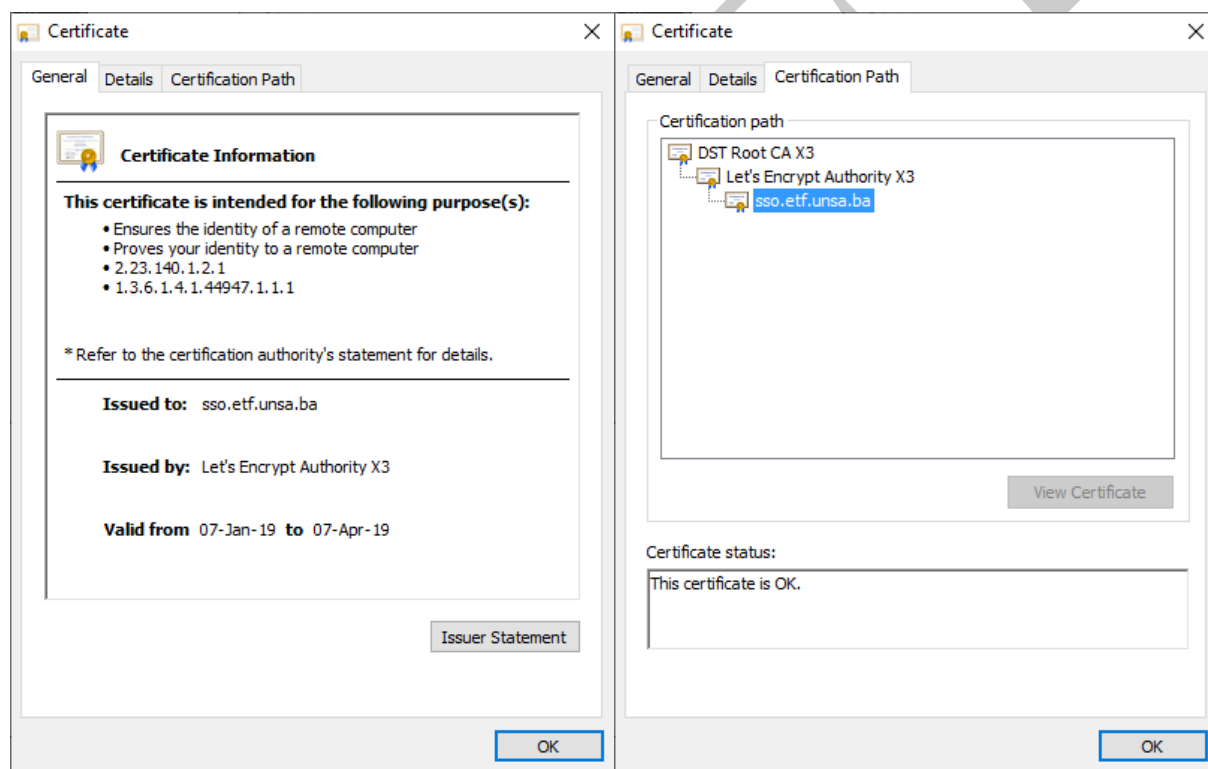 Certificate
General Details Certification Path
Certificate Information
This certificate is intended for the following purpose(s):
• Ensures the identity of a remote computer
• Proves your identity to a remote computer
• 2.23.140.1.2.1
• 1.3.6.1.4.1.44947.1.1.1
* Refer to the certification authority's statement for details.
Issued to: sso.etf.unsa.ba
Issued by: Let's Encrypt Authority X3
Valid from 07-Jan-19 to 07-Apr-19
Issuer Statement
OK
Certificate
General Details Certification Path
Certification path
DST Root CA X3
Let's Encrypt Authority X3
sso.etf.unsa.ba
View Certificate
Certificate status:
This certificate is OK.
OK